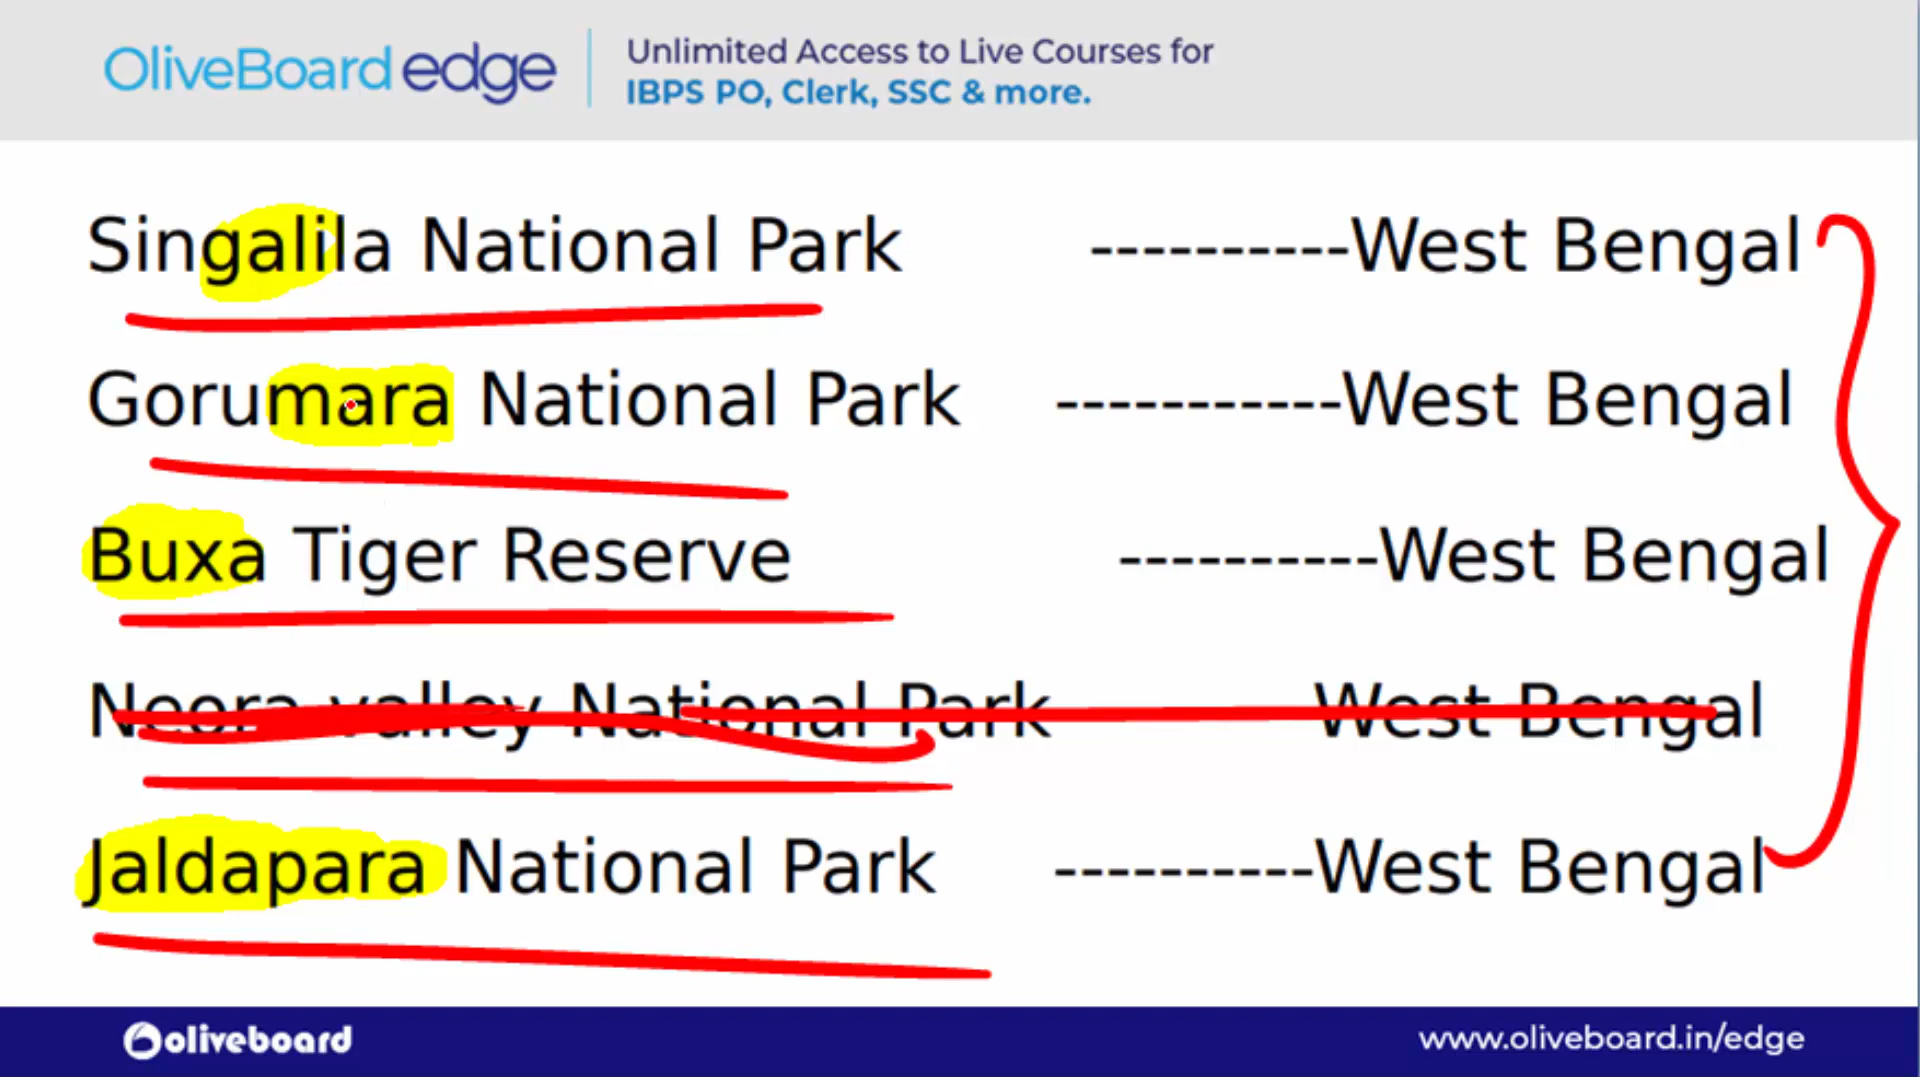 OliveBoard edge
Unlimited Access to Live Courses for
IBPS PO, Clerk, SSC & more.
Singalila National Park ----------West Bengal
Gorumara National Park -----------West Bengal
Buxa Tiger Reserve ----------West Bengal
Neora valley National Park West Bengal
Jaldapara National Park ----------West Bengal
oliveboard
www.oliveboard.in/edge